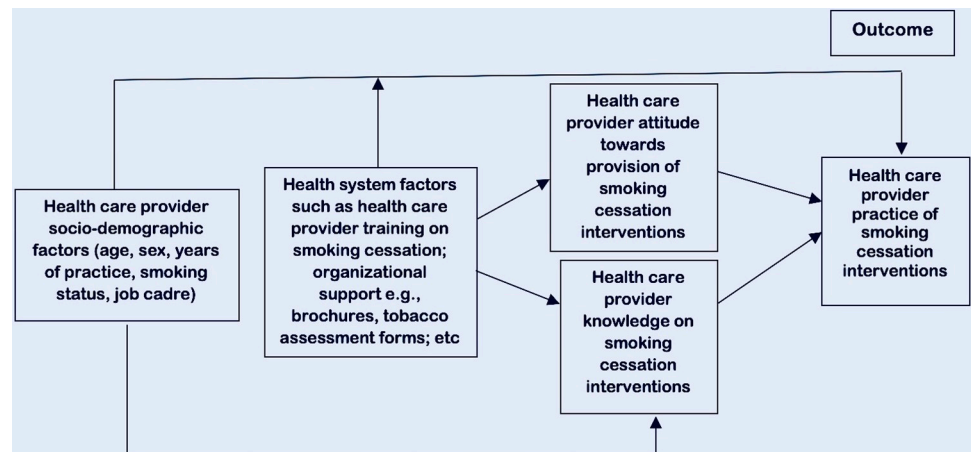 Outcome
Health care provider
socio-demographic
factors (age, sex, years
of practice, smoking
status, job cadre)
Health system factors
such as health care
provider training on
smoking cessation;
organizational
support e.g.,
brochures, tobacco
assessment forms; etc
Health care
provider attitude
towards
provision of
smoking
cessation
interventions
Health care
provider
knowledge on
smoking
cessation
interventions
Health care
provider
practice of
smoking
cessation
interventions